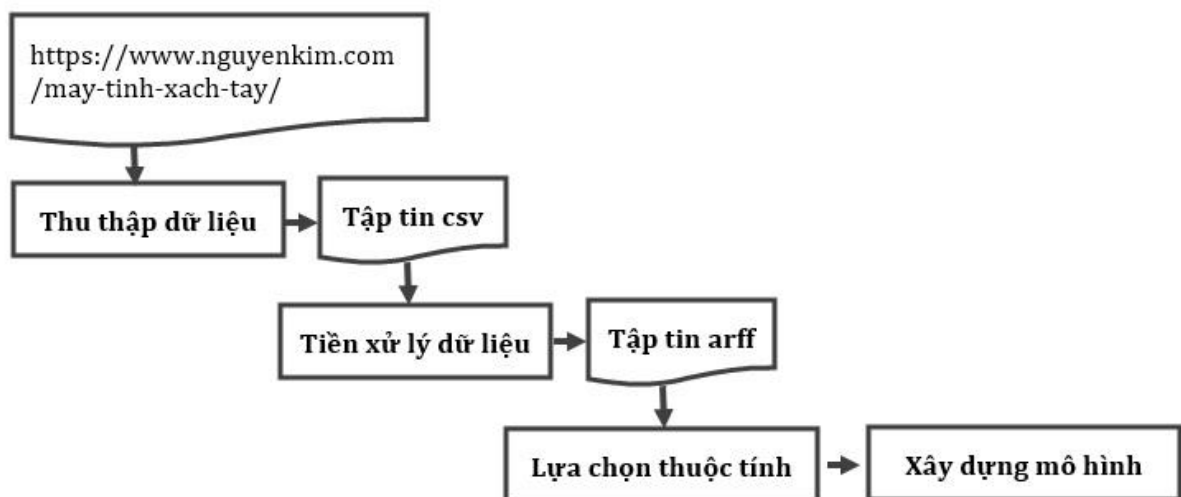 https://www.nguyenkim.com
/may-tinh-xach-tay/
Thu thập dữ liệu
Tập tin csv
Tiền xử lý dữ liệu
Tập tin arff
Lựa chọn thuộc tính
Xây dựng mô hình